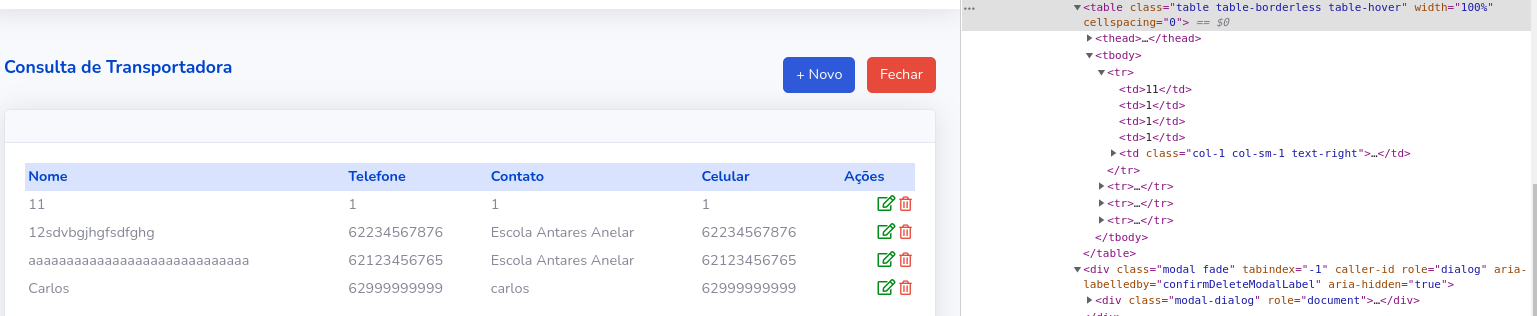 Consulta de Transportadora
+ Novo
Fechar
Nome Telefone Contato Celular Ações
11 1 1 1
12sdvbgjhgfsdfghg 62234567876 Escola Antares Anelar 62234567876
aaaaaaaaaaaaaaaaaaaaaaaaaaaaa 62123456765 Escola Antares Anelar 62123456765
Carlos 62999999999 carlos 62999999999
… ▼<table class="table table-borderless table-hover" width="100%"
cellspacing="0"> == $0
▶<thead>…</thead>
▼<tbody>
▼<tr>
<td>11</td>
<td>1</td>
<td>1</td>
<td>1</td>
▶<td class="col-1 col-sm-1 text-right">…</td>
</tr>
▶<tr>…</tr>
▶<tr>…</tr>
▶<tr>…</tr>
</tbody>
</table>
▼<div class="modal fade" tabindex="-1" caller-id role="dialog" aria-
labelledby="confirmDeleteModalLabel" aria-hidden="true">
▶<div class="modal-dialog" role="document">…</div>